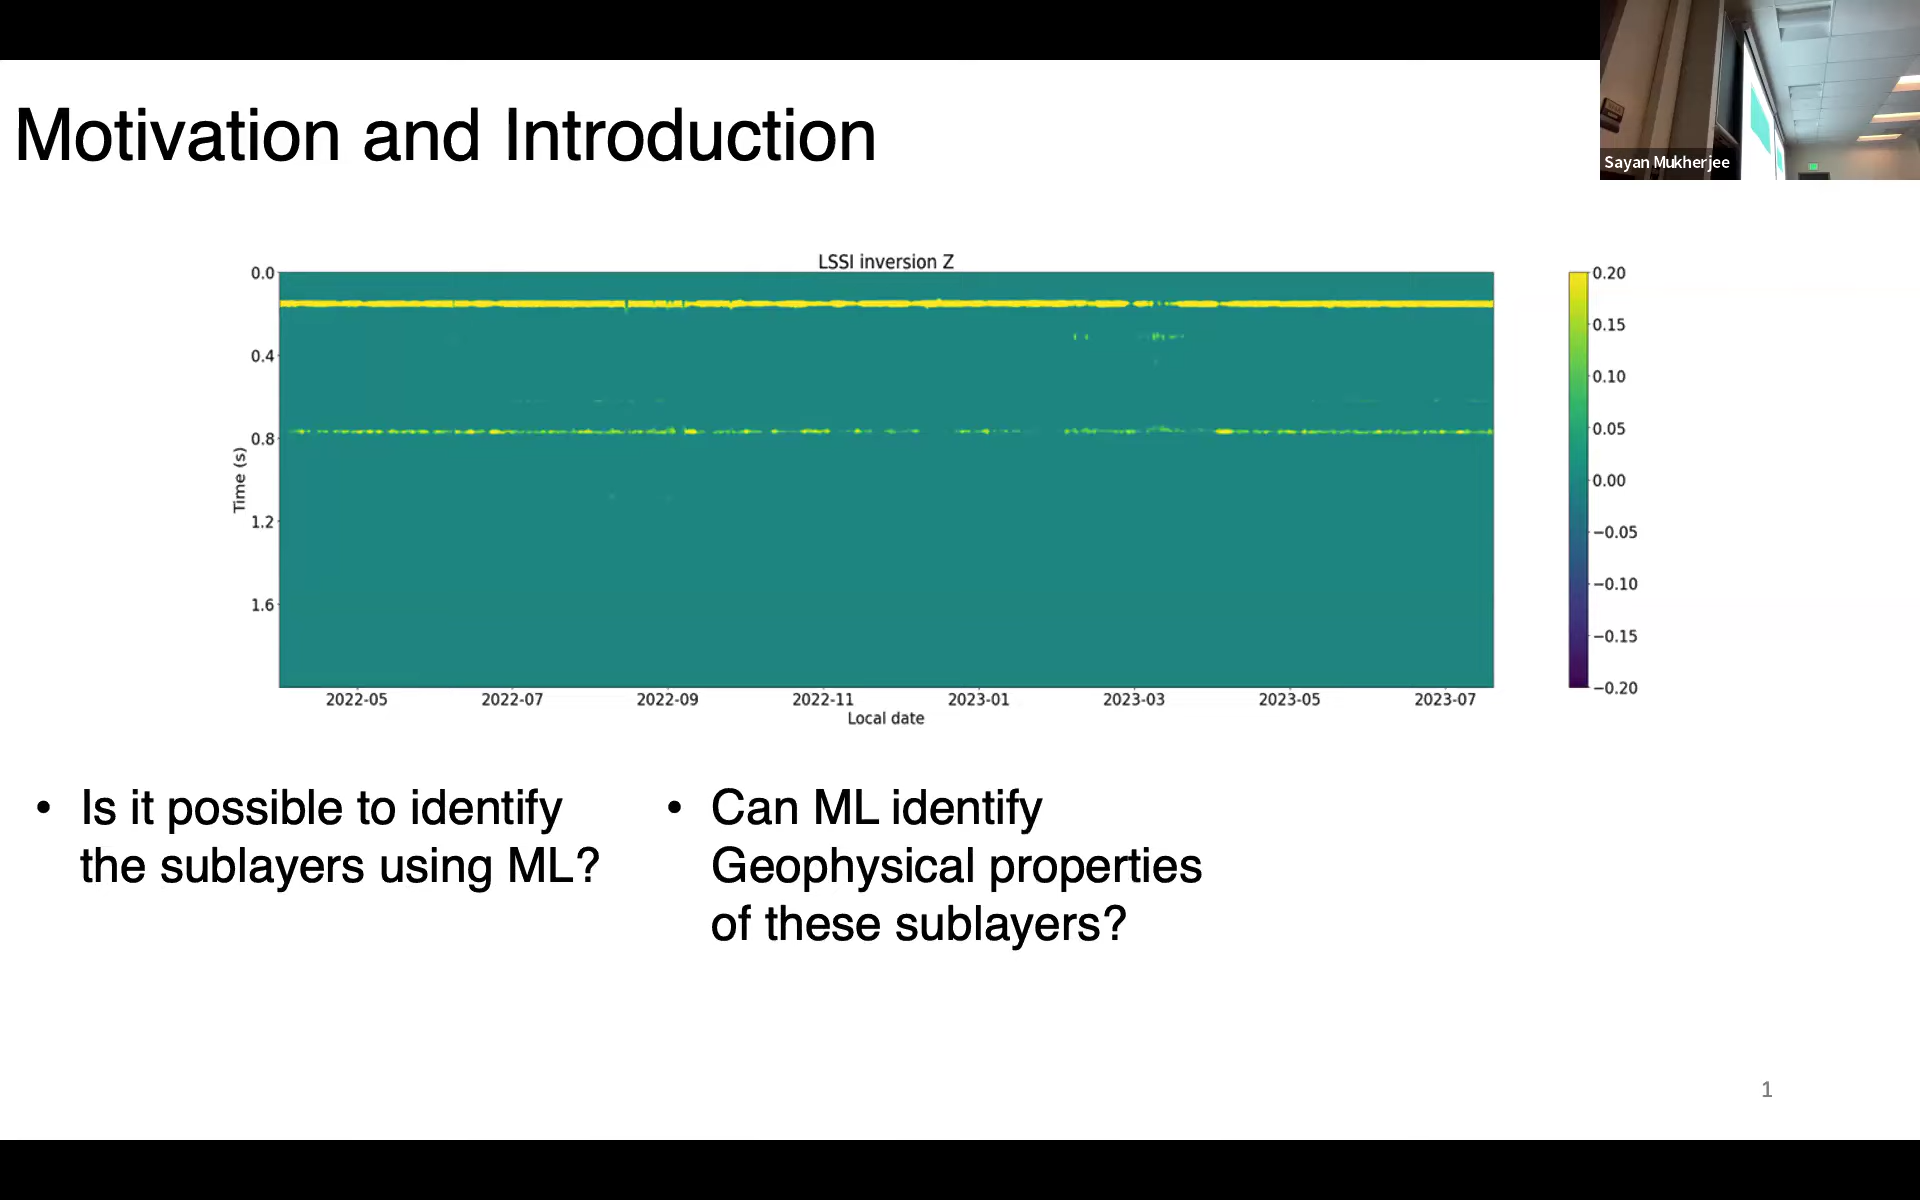 Motivation and Introduction
Sayan Mukherjee
LSSI inversion Z
0.0
0.4
0.8
1.2
1.6
Time (s)
2022-05 2022-07 2022-09 2022-11 2023-01 2023-03 2023-05 2023-07
Local date
0.20
0.15
0.10
0.05
0.00
−0.05
−0.10
−0.15
−0.20
• Is it possible to identify
the sublayers using ML?
• Can ML identify
Geophysical properties
of these sublayers?
1